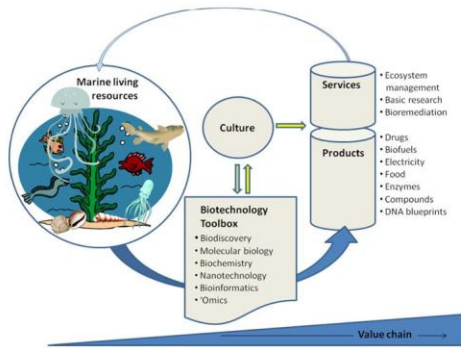 Marine living
resources
Culture
Biotechnology
Toolbox
• Biodiscovery
• Molecular biology
• Biochemistry
• Nanotechnology
• Bioinformatics
• 'Omics
Services
• Ecosystem
management
• Basic research
• Bioremediation
Products
• Drugs
• Biofuels
• Electricity
• Food
• Enzymes
• Compounds
• DNA blueprints
Value chain